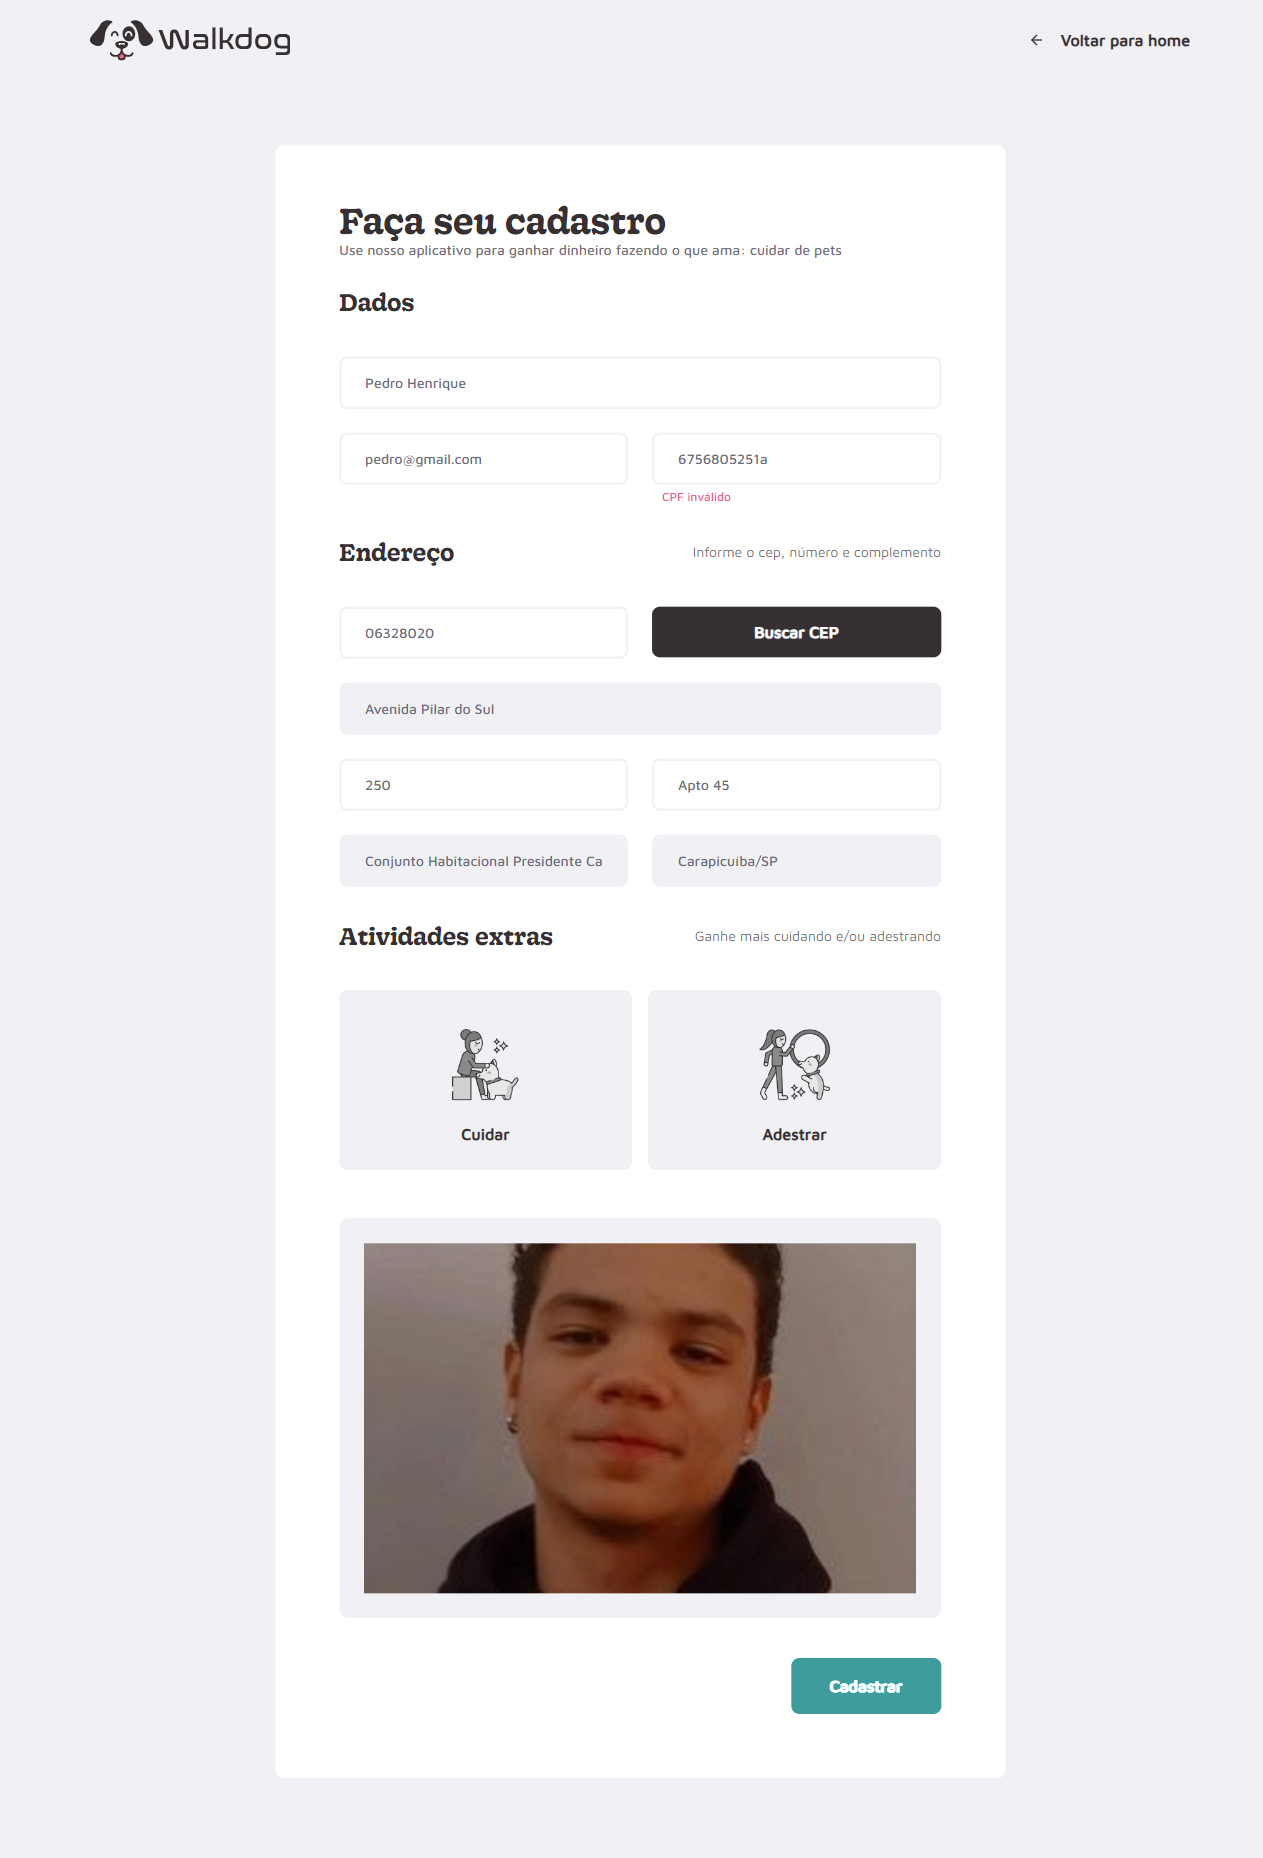 Walkdog
Voltar para home
Faça seu cadastro
Use nosso aplicativo para ganhar dinheiro fazendo o que ama: cuidar de pets
Dados
Pedro Henrique
pedro@gmail.com
6756805251a
CPF inválido
Endereço
Informe o cep, número e complemento
06328020
Buscar CEP
Avenida Pilar do Sul
250
Apto 45
Conjunto Habitacional Presidente Ca
Carapicuíba/SP
Atividades extras
Ganhe mais cuidando e/ou adestrando
Cuidar
Adestrar
Cadastrar